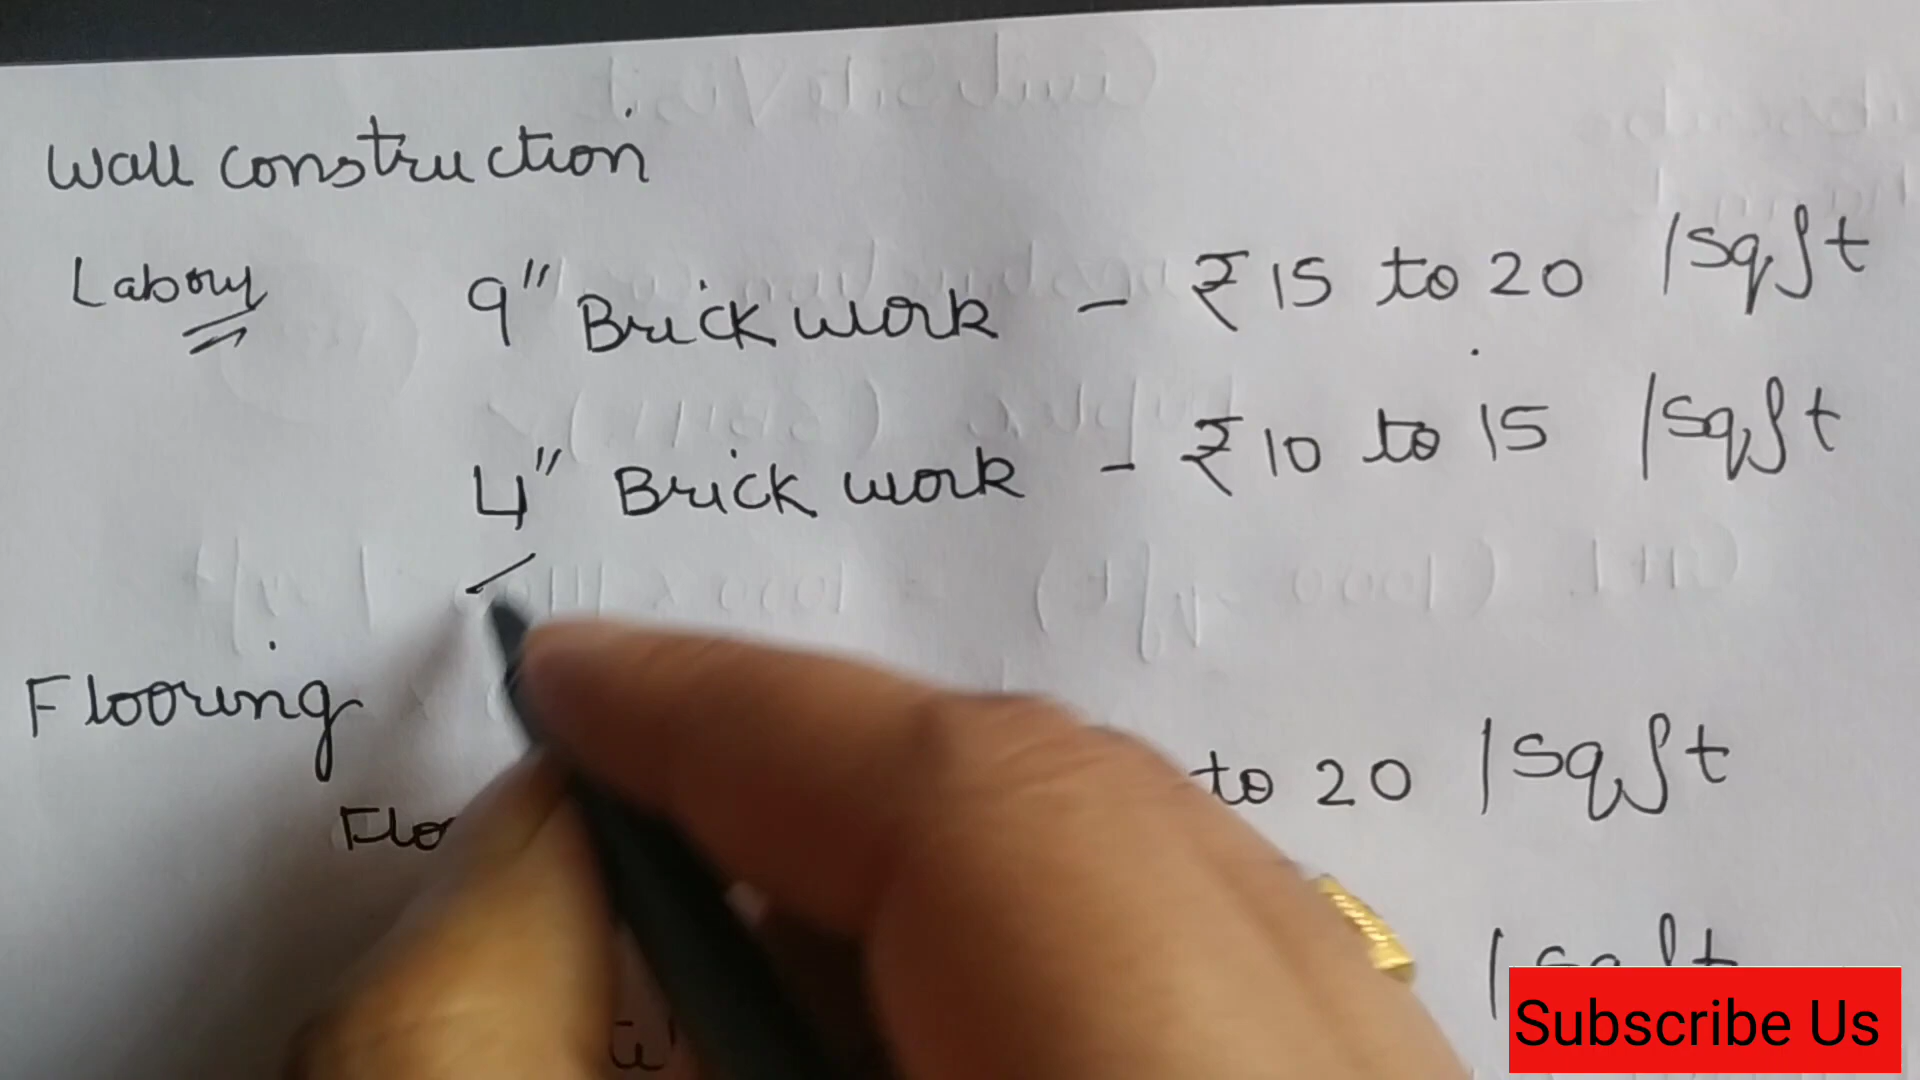 Wall construction
Labour 9" Brick work - ₹ 15 to 20 /Sqft
4" Brick work - ₹ 10 to 15 /Sqft
Flooring
to 20 /Sqft
/Sqft
Subscribe Us